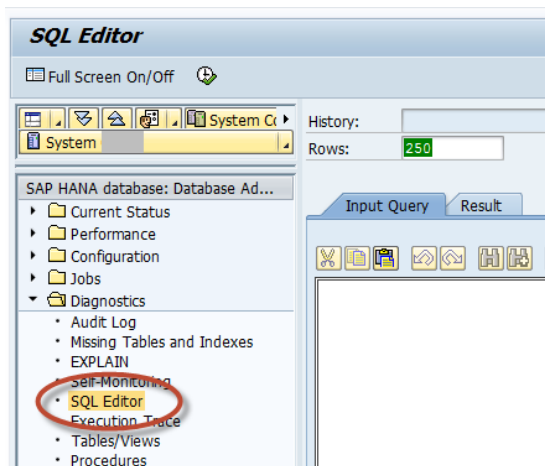 SQL Editor
Full Screen On/Off
System Co
System
History:
Rows: 250
SAP HANA database: Database Ad...
Current Status
Performance
Configuration
Jobs
Diagnostics
Audit Log
Missing Tables and Indexes
EXPLAIN
Self-Monitoring
SQL Editor
Execution Trace
Tables/Views
Procedures
Input Query
Result